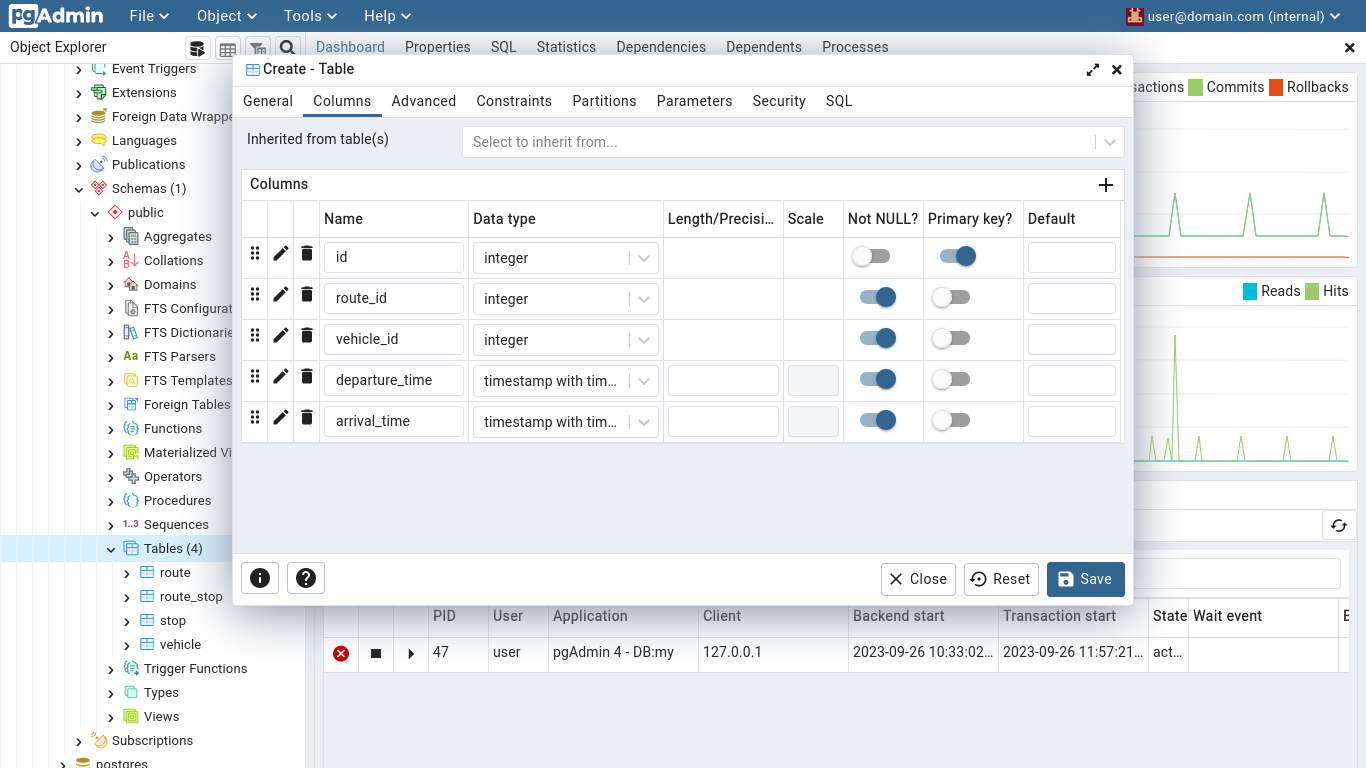 pgAdmin File Object Tools Help user@domain.com (internal)
Object Explorer Dashboard Properties SQL Statistics Dependencies Dependents Processes
Event Triggers
Extensions
Foreign Data Wrappe
Languages
Publications
Schemas (1)
public
Aggregates
Collations
Domains
FTS Configurat
FTS Dictionarie
FTS Parsers
Aa
FTS Templates
Foreign Tables
Functions
Materialized Vi
Operators
Procedures
1..3 Sequences
Tables (4)
route
route_stop
stop
vehicle
Trigger Functions
Types
Views
Subscriptions
postgres
Create - Table
General Columns Advanced Constraints Partitions Parameters Security SQL
Inherited from table(s) Select to inherit from...
Columns
Name Data type Length/Precisi... Scale Not NULL? Primary key? Default
id integer
route_id integer
vehicle_id integer
departure_time timestamp with tim...
arrival_time timestamp with tim...
i ? Close Reset Save
sactions Commits Rollbacks
Reads Hits
PID User Application Client Backend start Transaction start State Wait event
47 user pgAdmin 4 - DB:my 127.0.0.1 2023-09-26 10:33:02... 2023-09-26 11:57:21... act...